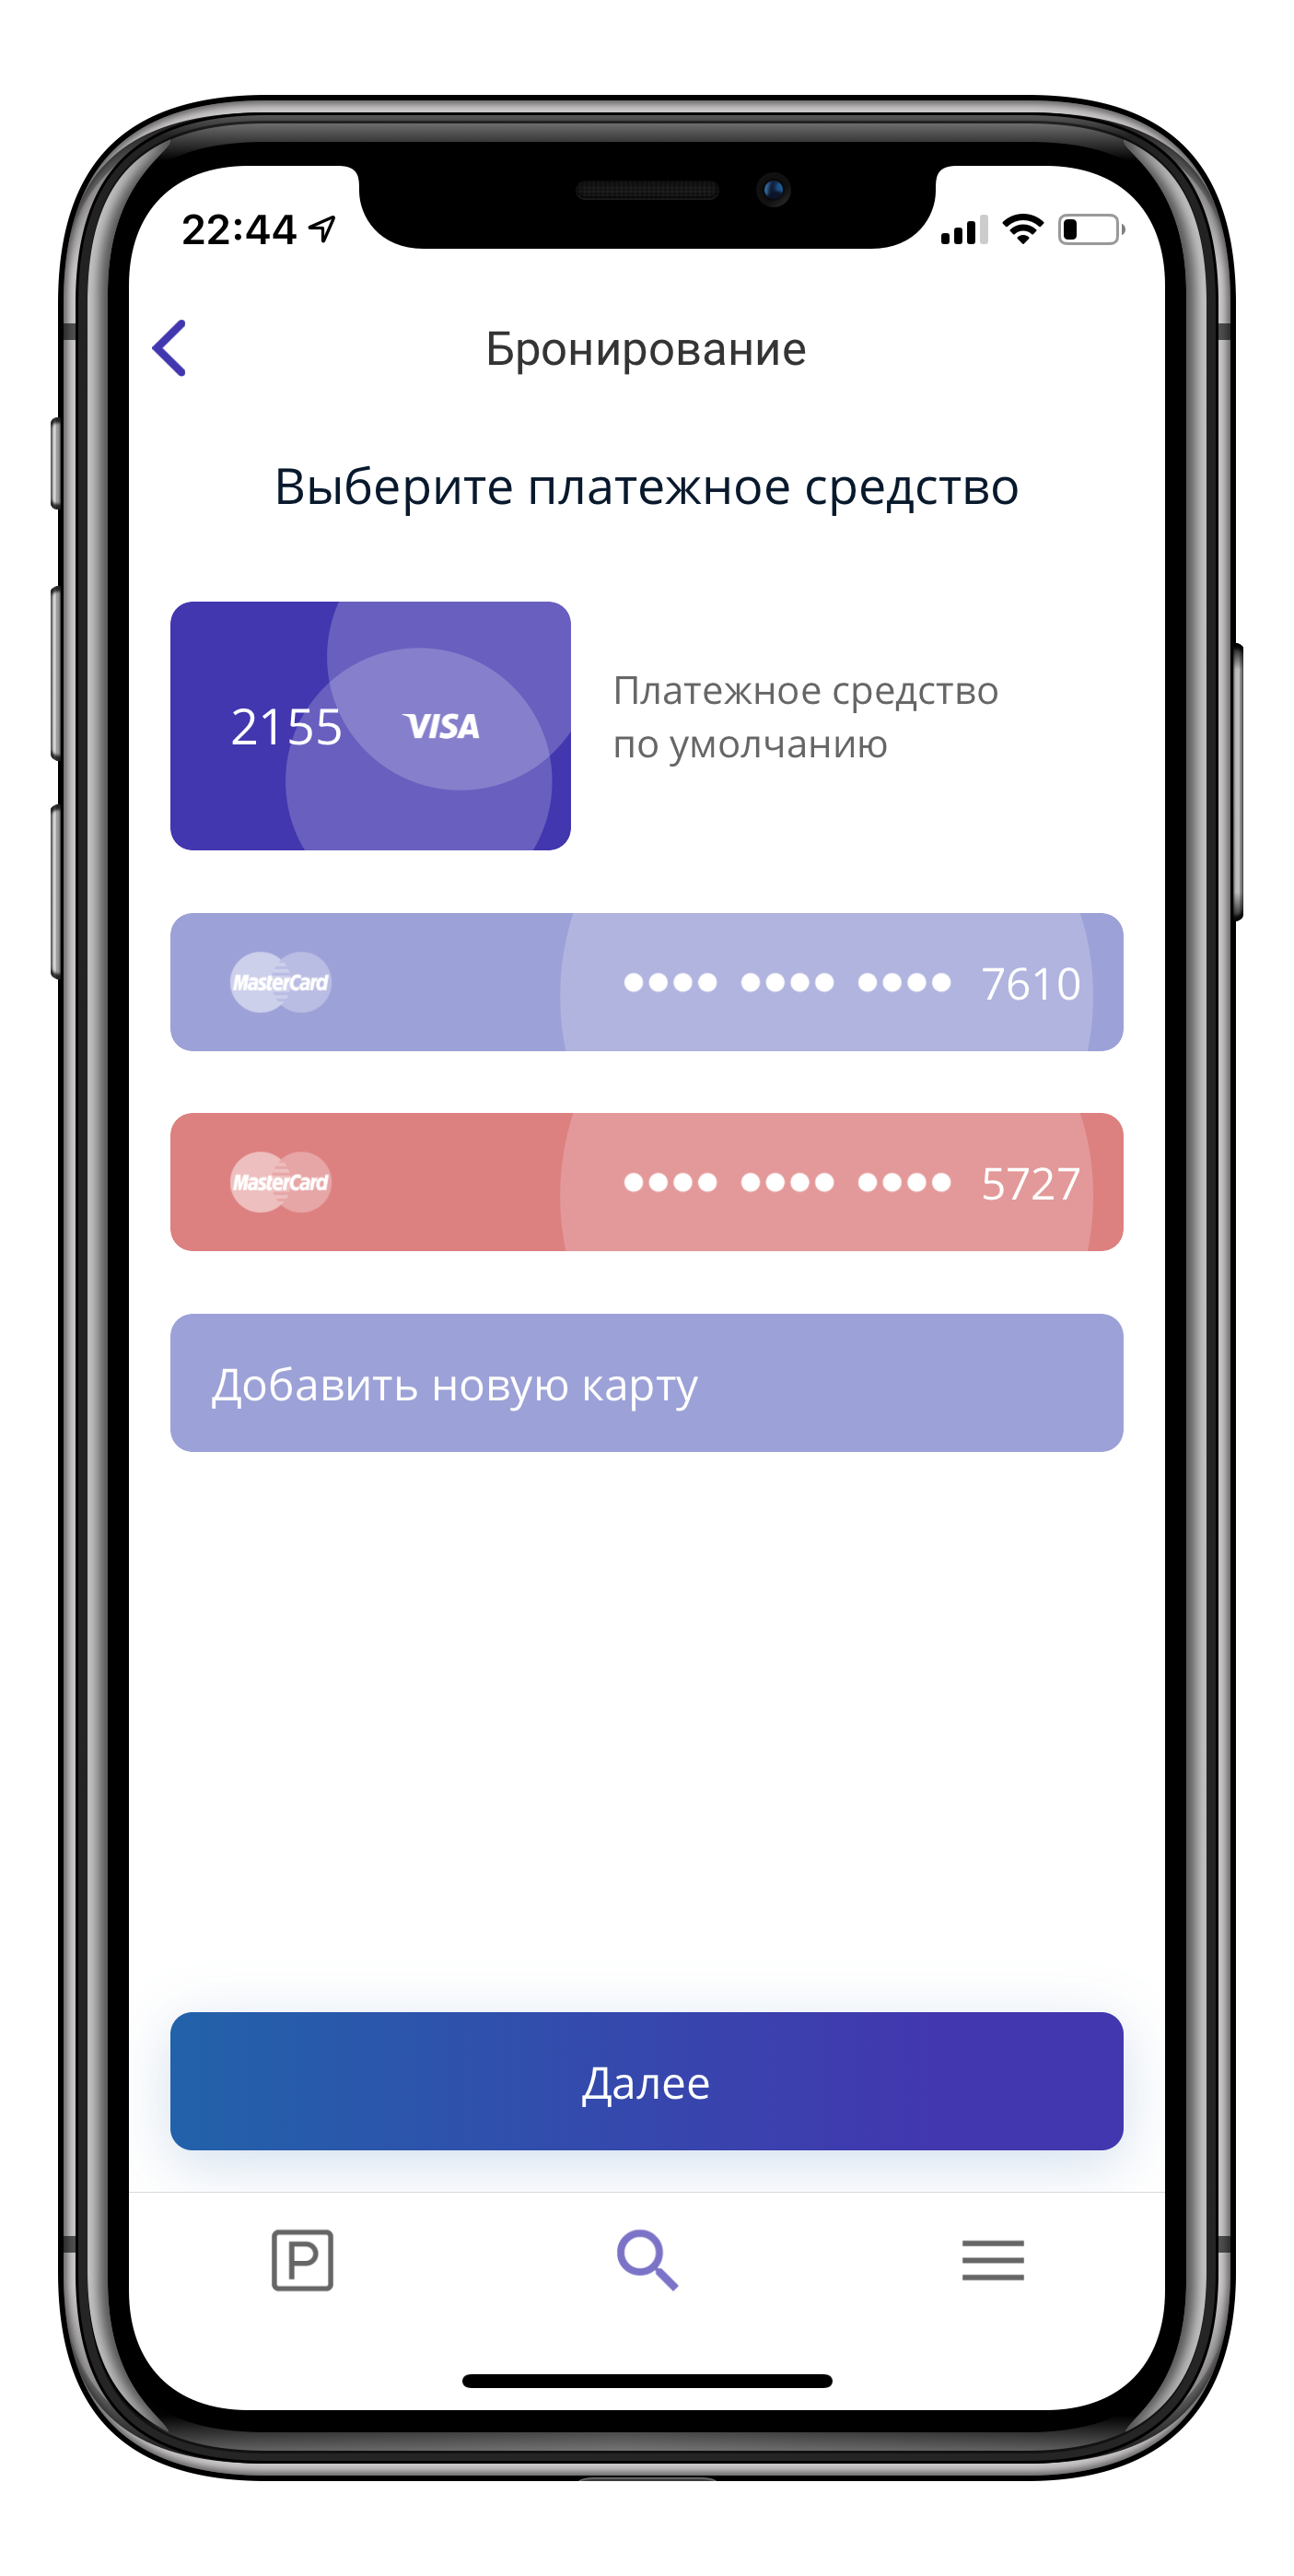 22:44
Бронирование
Выберите платежное средство
2155 VISA
Платежное средство
по умолчанию
MasterCard •••• •••• •••• 7610
MasterCard •••• •••• •••• 5727
Добавить новую карту
Далее
P